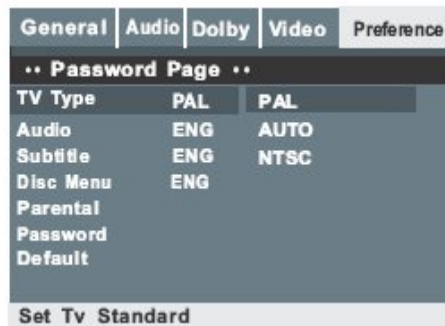 General Audio Dolby Video Preference
•• Password Page ••
TV Type PAL PAL
Audio ENG AUTO
Subtitle ENG NTSC
Disc Menu ENG
Parental
Password
Default
Set Tv Standard